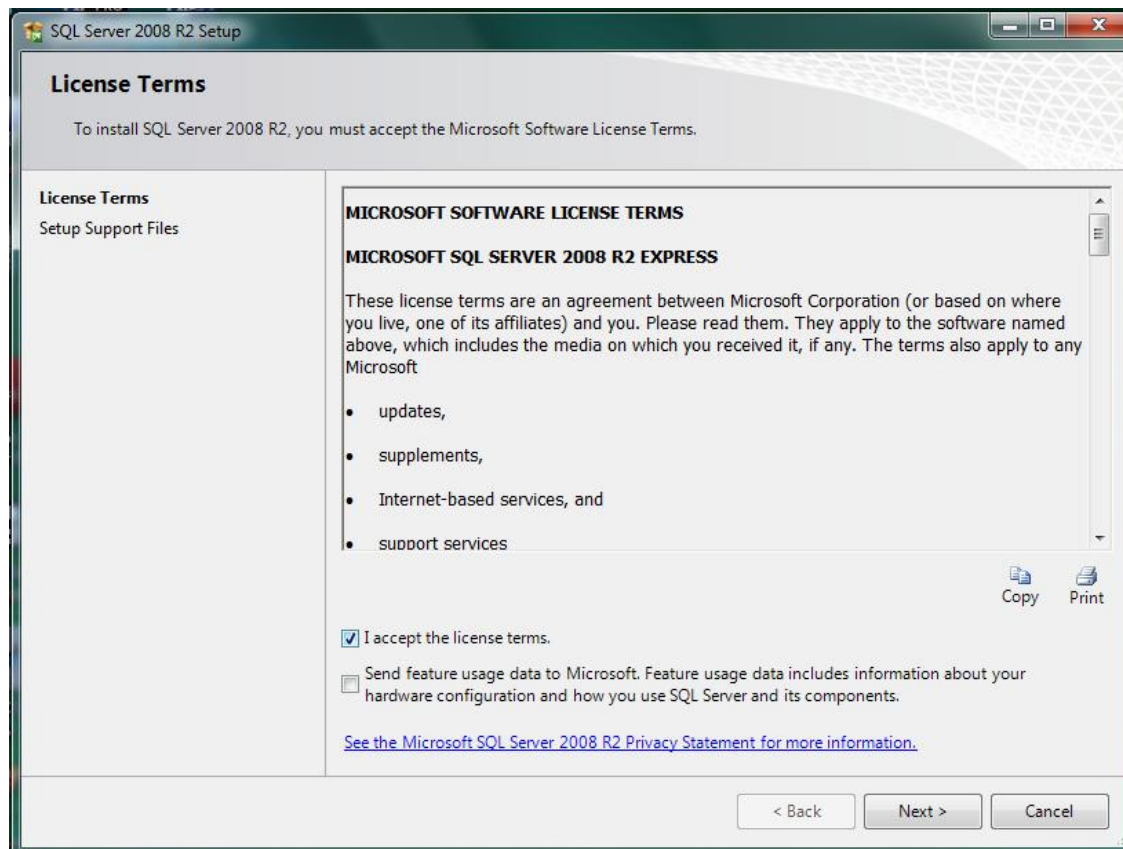 SQL Server 2008 R2 Setup
License Terms
To install SQL Server 2008 R2, you must accept the Microsoft Software License Terms.
License Terms
Setup Support Files
MICROSOFT SOFTWARE LICENSE TERMS
MICROSOFT SQL SERVER 2008 R2 EXPRESS
These license terms are an agreement between Microsoft Corporation (or based on where
you live, one of its affiliates) and you. Please read them. They apply to the software named
above, which includes the media on which you received it, if any. The terms also apply to any
Microsoft
• updates,
• supplements,
• Internet-based services, and
• support services
Copy Print
I accept the license terms.
Send feature usage data to Microsoft. Feature usage data includes information about your
hardware configuration and how you use SQL Server and its components.
See the Microsoft SQL Server 2008 R2 Privacy Statement for more information.
< Back Next > Cancel